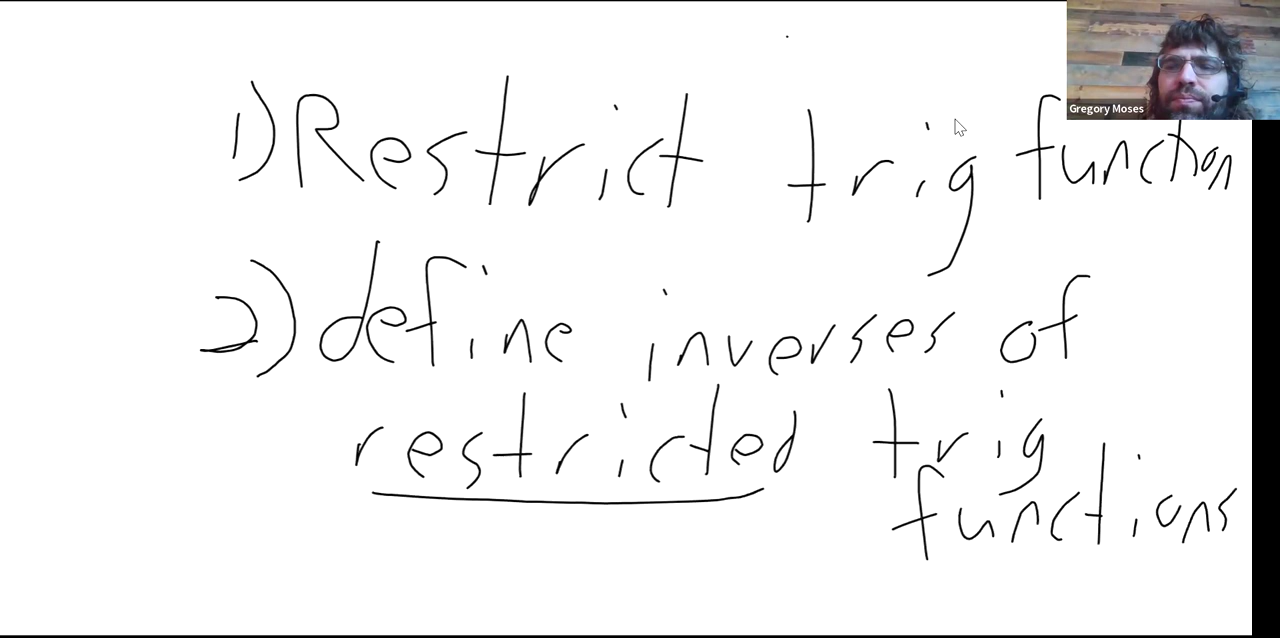 Gregory Moses
1) Restrict trig function
2) define inverses of
restricted trig
functions